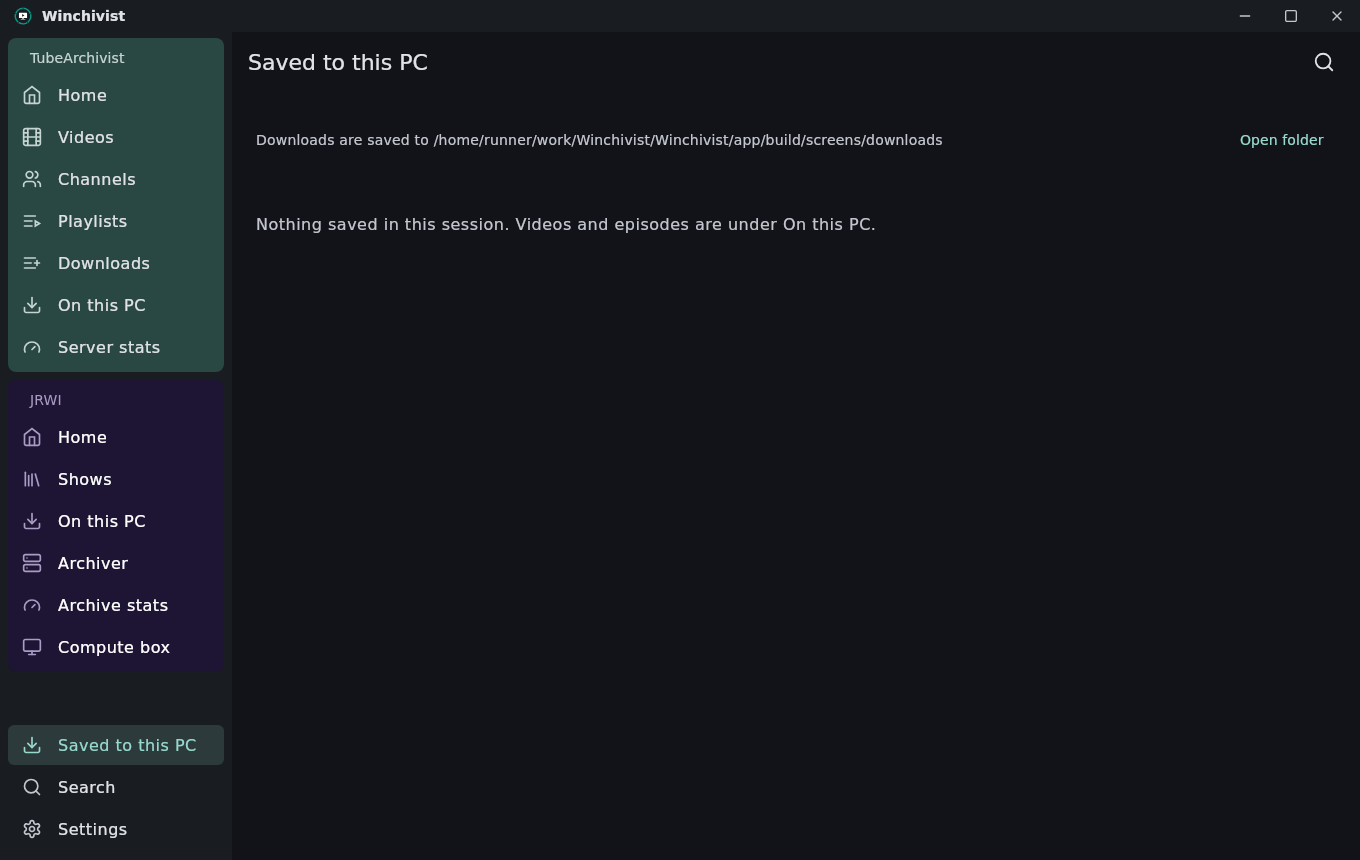 Winchivist
TubeArchivist
Home
Videos
Channels
Playlists
Downloads
On this PC
Server stats
JRWI
Home
Shows
On this PC
Archiver
Archive stats
Compute box
Saved to this PC
Search
Settings
Saved to this PC
Downloads are saved to /home/runner/work/Winchivist/Winchivist/app/build/screens/downloads
Open folder
Nothing saved in this session. Videos and episodes are under On this PC.